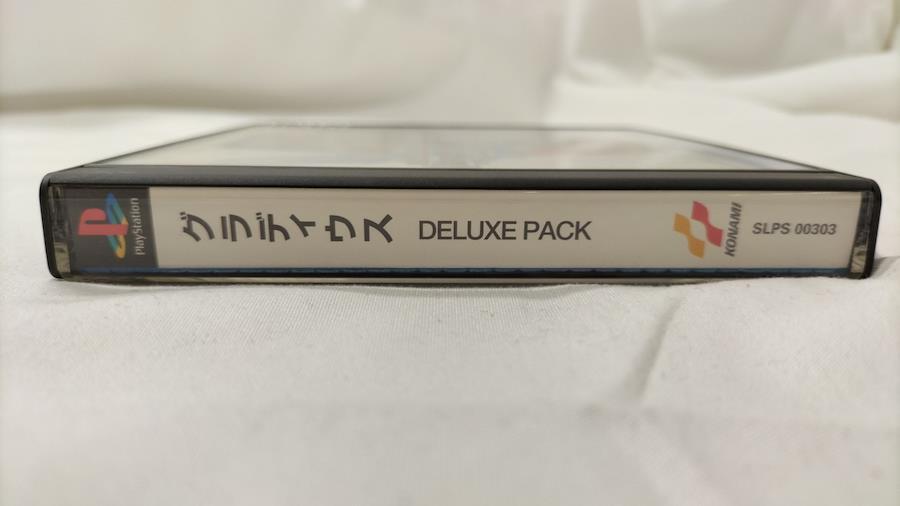 PlayStation
グラディウス DELUXE PACK
KONAMI
SLPS 00303